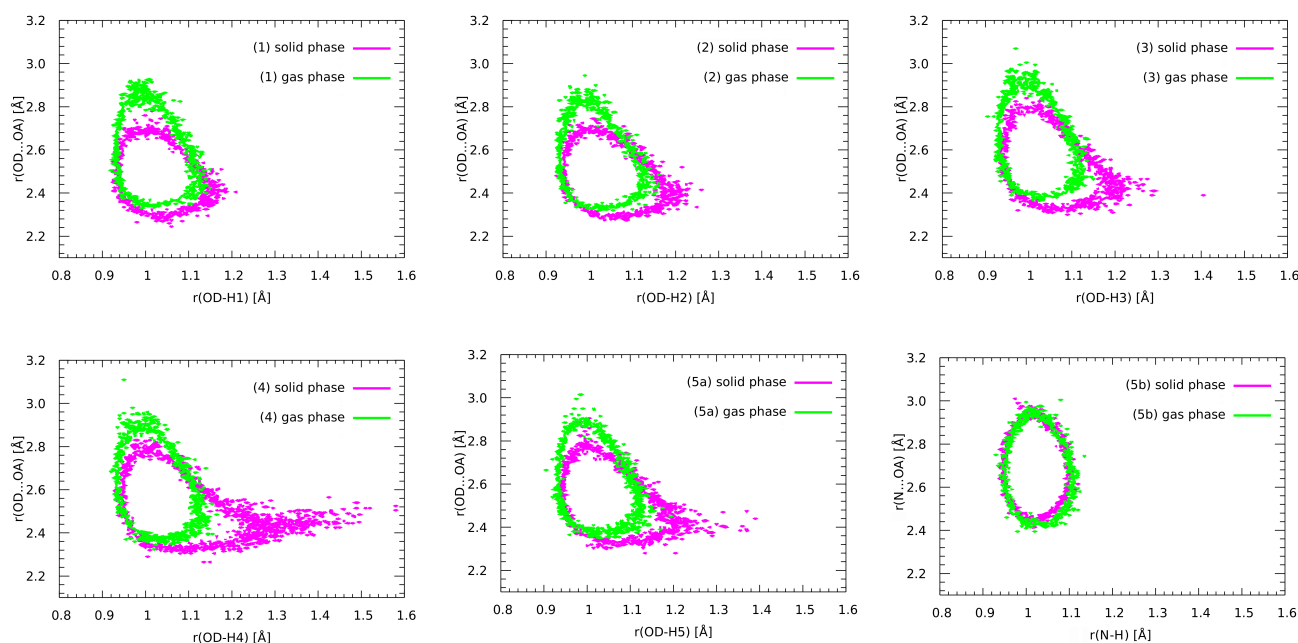 3.2
3.0
2.8
2.6
2.4
2.2
r(OD...OA) [Å]
(1) solid phase
(1) gas phase
0.8 0.9 1 1.1 1.2 1.3 1.4 1.5 1.6
r(OD-H1) [Å]
3.2
3.0
2.8
2.6
2.4
2.2
r(OD...OA) [Å]
(2) solid phase
(2) gas phase
0.8 0.9 1 1.1 1.2 1.3 1.4 1.5 1.6
r(OD-H2) [Å]
3.2
3.0
2.8
2.6
2.4
2.2
r(OD...OA) [Å]
(3) solid phase
(3) gas phase
0.8 0.9 1 1.1 1.2 1.3 1.4 1.5 1.6
r(OD-H3) [Å]
3.2
3.0
2.8
2.6
2.4
2.2
r(OD...OA) [Å]
(4) solid phase
(4) gas phase
0.8 0.9 1 1.1 1.2 1.3 1.4 1.5 1.6
r(OD-H4) [Å]
3.2
3.0
2.8
2.6
2.4
2.2
r(OD...OA) [Å]
(5a) solid phase
(5a) gas phase
0.8 0.9 1 1.1 1.2 1.3 1.4 1.5 1.6
r(OD-H5) [Å]
3.2
3.0
2.8
2.6
2.4
2.2
r(N...OA) [Å]
(5b) solid phase
(5b) gas phase
0.8 0.9 1 1.1 1.2 1.3 1.4 1.5 1.6
r(N-H) [Å]